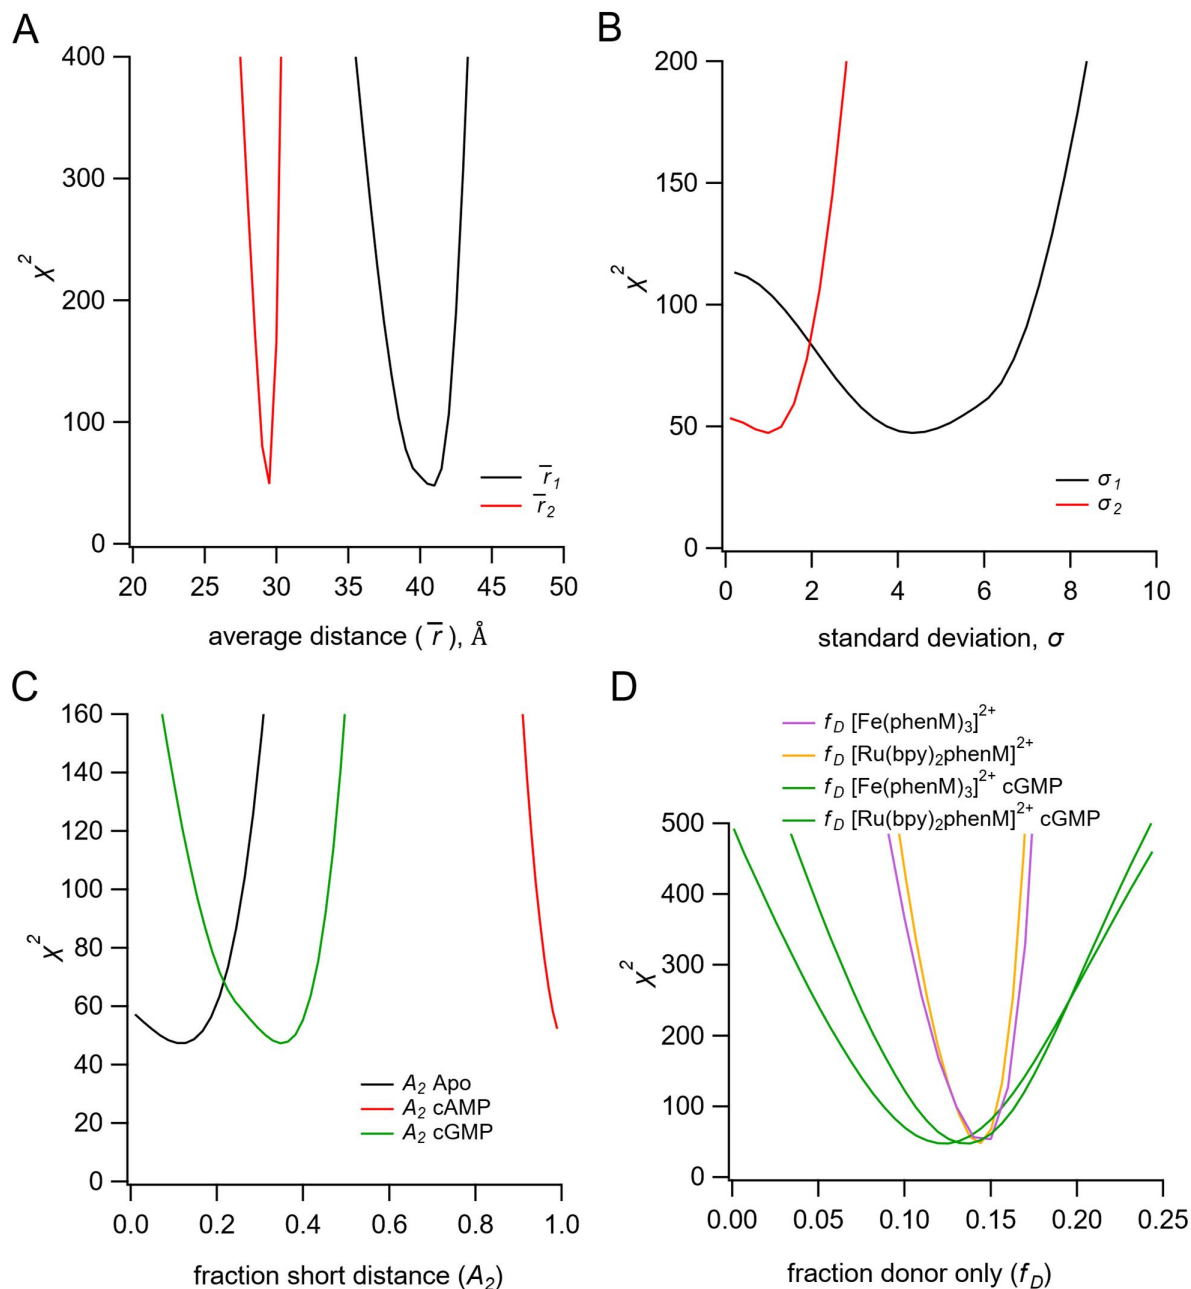 A
400
300
200
100
0
χ²
r̅₁
r̅₂
20 25 30 35 40 45 50
average distance (r̅), Å
B
200
150
100
50
0
χ²
σ₁
σ₂
0 2 4 6 8 10
standard deviation, σ
C
160
140
120
100
80
60
40
20
0
χ²
A₂ Apo
A₂ cAMP
A₂ cGMP
0.0 0.2 0.4 0.6 0.8 1.0
fraction short distance (A₂)
D
f_D [Fe(phenM)₃]²⁺
f_D [Ru(bpy)₂phenM]²⁺
f_D [Fe(phenM)₃]²⁺ cGMP
f_D [Ru(bpy)₂phenM]²⁺ cGMP
500
400
300
200
100
0
χ²
0.00 0.05 0.10 0.15 0.20 0.25
fraction donor only (f_D)